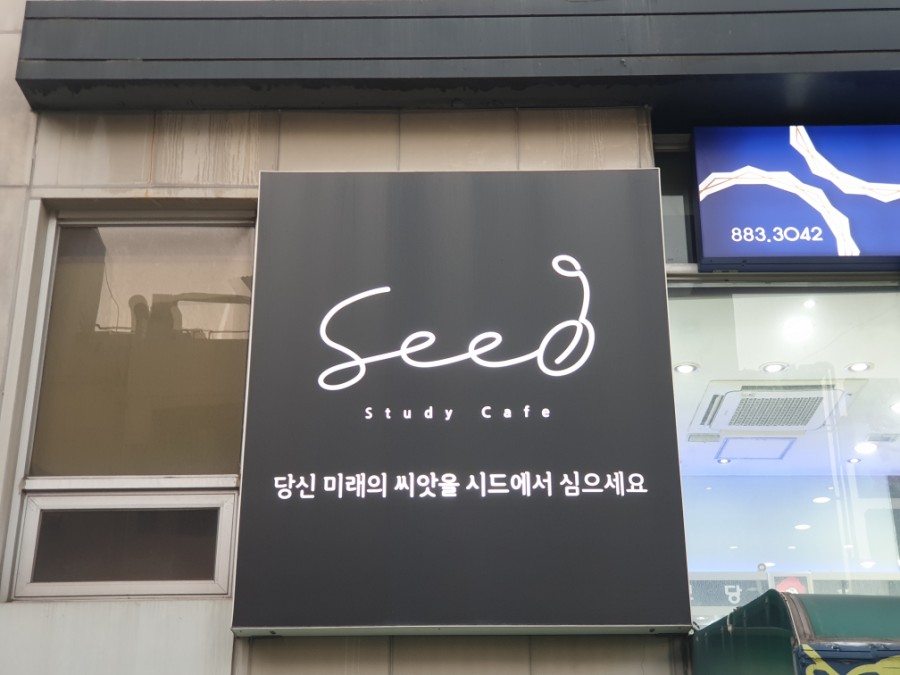 seed
Study Cafe
당신 미래의 씨앗을 시드에서 심으세요
883.3042
당